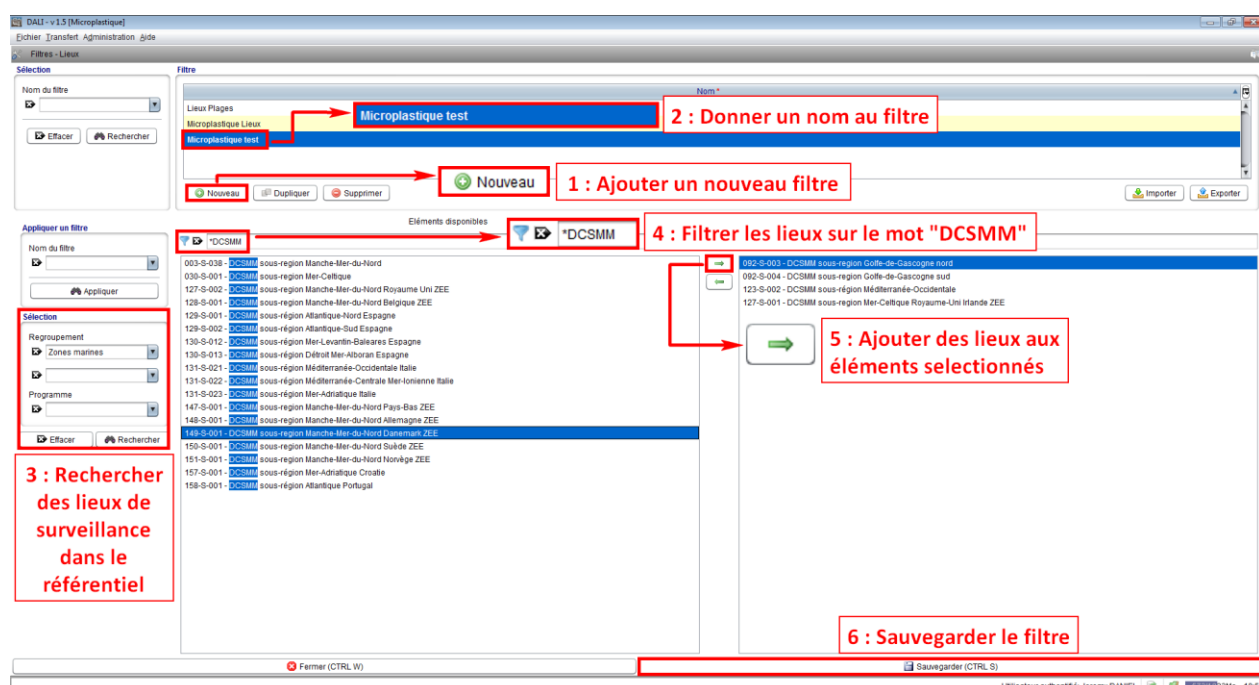 DALI - v 1.5 [Microplastique]
Fichier Transfert Administration Aide
Filtres - Lieux
Sélection
Nom du filtre
Effacer
Rechercher
Filtre
Nom *
Lieux Plages
Microplastique Lieux
Microplastique test
Microplastique test
2 : Donner un nom au filtre
Nouveau
Dupliquer
Supprimer
Nouveau
1 : Ajouter un nouveau filtre
Importer
Exporter
Appliquer un filtre
Nom du filtre
Appliquer
Sélection
Regroupement
Zones marines
Programme
Effacer
Rechercher
3 : Rechercher
des lieux de
surveillance
dans le
référentiel
Eléments disponibles
*DCSMM
*DCSMM
4 : Filtrer les lieux sur le mot "DCSMM"
003-S-038 - DCSMM sous-region Manche-Mer-du-Nord
030-S-001 - DCSMM sous-region Mer-Celtique
127-S-002 - DCSMM sous-region Manche-Mer-du-Nord Royaume Uni ZEE
128-S-001 - DCSMM sous-region Manche-Mer-du-Nord Belgique ZEE
129-S-001 - DCSMM sous-région Atlantique-Nord Espagne
129-S-002 - DCSMM sous-région Atlantique-Sud Espagne
130-S-012 - DCSMM sous-région Mer-Levantin-Baleares Espagne
130-S-013 - DCSMM sous-région Détroit Mer-Alboran Espagne
131-S-021 - DCSMM sous-région Méditerranée-Occidentale Italie
131-S-022 - DCSMM sous-région Méditerranée-Centrale Mer-Ionienne Italie
131-S-023 - DCSMM sous-région Mer-Adriatique Italie
147-S-001 - DCSMM sous-region Manche-Mer-du-Nord Pays-Bas ZEE
148-S-001 - DCSMM sous-region Manche-Mer-du-Nord Allemagne ZEE
149-S-001 - DCSMM sous-region Manche-Mer-du-Nord Danemark ZEE
150-S-001 - DCSMM sous-region Manche-Mer-du-Nord Suède ZEE
151-S-001 - DCSMM sous-region Manche-Mer-du-Nord Norvège ZEE
157-S-001 - DCSMM sous-région Mer-Adriatique Croatie
158-S-001 - DCSMM sous-région Atlantique Portugal
092-S-003 - DCSMM sous-region Golfe-de-Gascogne nord
092-S-004 - DCSMM sous-region Golfe-de-Gascogne sud
123-S-002 - DCSMM sous-region Méditerranée-Occidentale
127-S-001 - DCSMM sous-region Mer-Celtique Royaume-Uni Irlande ZEE
5 : Ajouter des lieux aux
éléments selectionnés
6 : Sauvegarder le filtre
Fermer (CTRL W)
Sauvegarder (CTRL S)